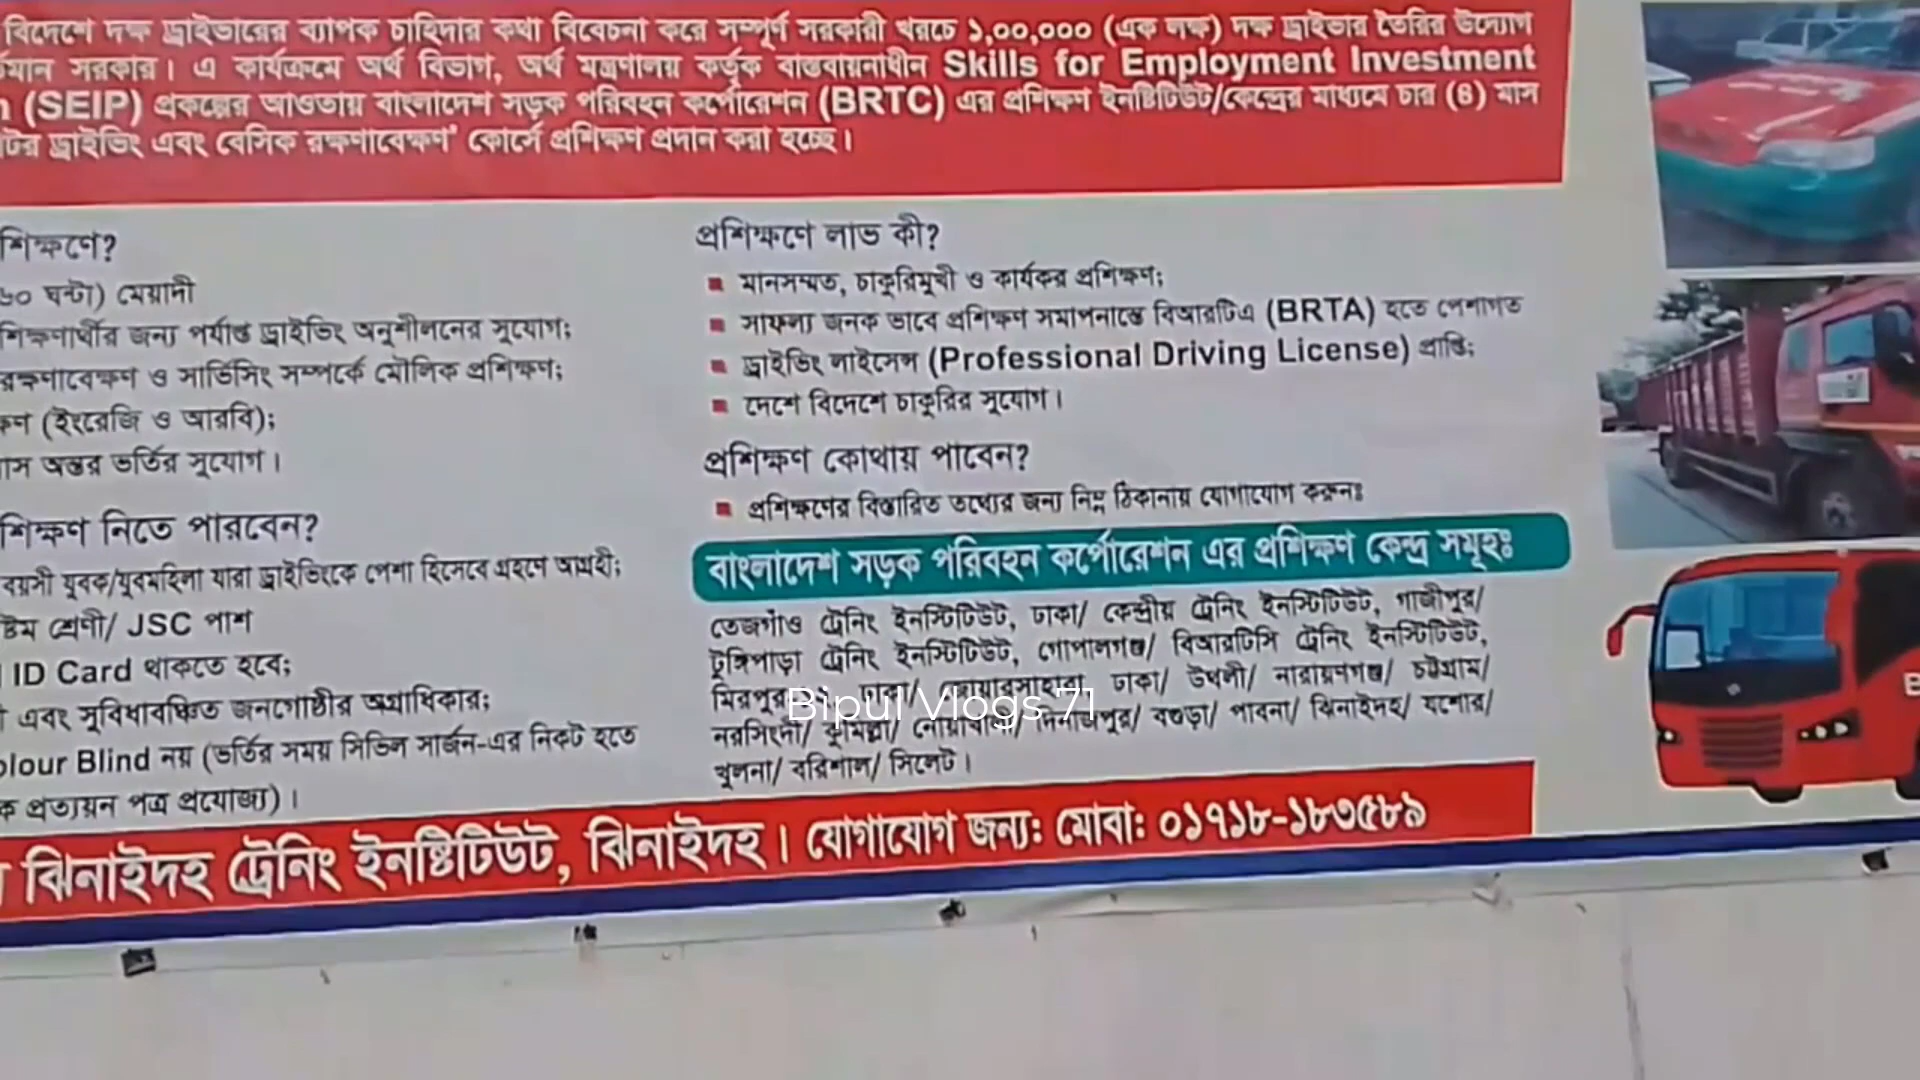 বিদেশে দক্ষ ড্রাইভারের ব্যাপক চাহিদার কথা বিবেচনা করে সম্পূর্ণ সরকারী খরচে ১,০০,০০০ (এক লক্ষ) দক্ষ ড্রাইভার তৈরির উদ্যোগ
সরকার। এ কার্যক্রমে অর্থ বিভাগ, অর্থ মন্ত্রণালয় কর্তৃক বাস্তবায়নাধীন Skills for Employment Investment
(SEIP) প্রকল্পের আওতায় বাংলাদেশ সড়ক পরিবহন কর্পোরেশন (BRTC) এর প্রশিক্ষণ ইনষ্টিটিউট/কেন্দ্রের মাধ্যমে চার (৪) মাস
ড্রাইভিং এবং বেসিক রক্ষণাবেক্ষণ" কোর্সে প্রশিক্ষণ প্রদান করা হচ্ছে।
শিক্ষণে?
৬০ ঘন্টা) মেয়াদী
শিক্ষণার্থীর জন্য পর্যাপ্ত ড্রাইভিং অনুশীলনের সুযোগ;
রক্ষণাবেক্ষণ ও সার্ভিসিং সম্পর্কে মৌলিক প্রশিক্ষণ;
(ইংরেজি ও আরবি);
অন্তর ভর্তির সুযোগ।
শিক্ষণ নিতে পারবেন?
বয়সী যুবক/যুবমহিলা যারা ড্রাইভিংকে পেশা হিসেবে গ্রহণে আগ্রহী;
শ্রেণী/ JSC পাশ
ID Card থাকতে হবে;
এবং সুবিধাবঞ্চিত জনগোষ্ঠীর অগ্রাধিকার;
olour Blind নয় (ভর্তির সময় সিভিল সার্জন-এর নিকট হতে
প্রত্যয়ন পত্র প্রযোজ্য)।
প্রশিক্ষণে লাভ কী?
মানসম্মত, চাকুরিমুখী ও কার্যকর প্রশিক্ষণ;
সাফল্য জনক ভাবে প্রশিক্ষণ সমাপনান্তে বিআরটিএ (BRTA) হতে পেশাগত
ড্রাইভিং লাইসেন্স (Professional Driving License) প্রাপ্তি;
দেশে বিদেশে চাকুরির সুযোগ।
প্রশিক্ষণ কোথায় পাবেন?
প্রশিক্ষণের বিস্তারিত তথ্যের জন্য নিম্ন ঠিকানায় যোগাযোগ করুনঃ
বাংলাদেশ সড়ক পরিবহন কর্পোরেশন এর প্রশিক্ষণ কেন্দ্র সমূহঃ
তেজগাঁও ট্রেনিং ইনস্টিটিউট, ঢাকা/ কেন্দ্রীয় ট্রেনিং ইনস্টিটিউট, গাজীপুর/
টুঙ্গিপাড়া ট্রেনিং ইনস্টিটিউট, গোপালগঞ্জ/ বিআরটিসি ট্রেনিং ইনস্টিটিউট,
মিরপুর ঢাকা/ জোয়ারসাহারা, ঢাকা/ উথলী/ নারায়ণগঞ্জ/ চট্টগ্রাম/
নরসিংদী/ কুমিল্লা/ নোয়াখালী/ দিনাজপুর/ বগুড়া/ পাবনা/ ঝিনাইদহ/ যশোর/
খুলনা/ বরিশাল/ সিলেট।
Bipul Vlogs 71
ঝিনাইদহ ট্রেনিং ইনষ্টিটিউট, ঝিনাইদহ। যোগাযোগ জন্য: মোবা: ০১৭১৮-১৮৩৫৮৯